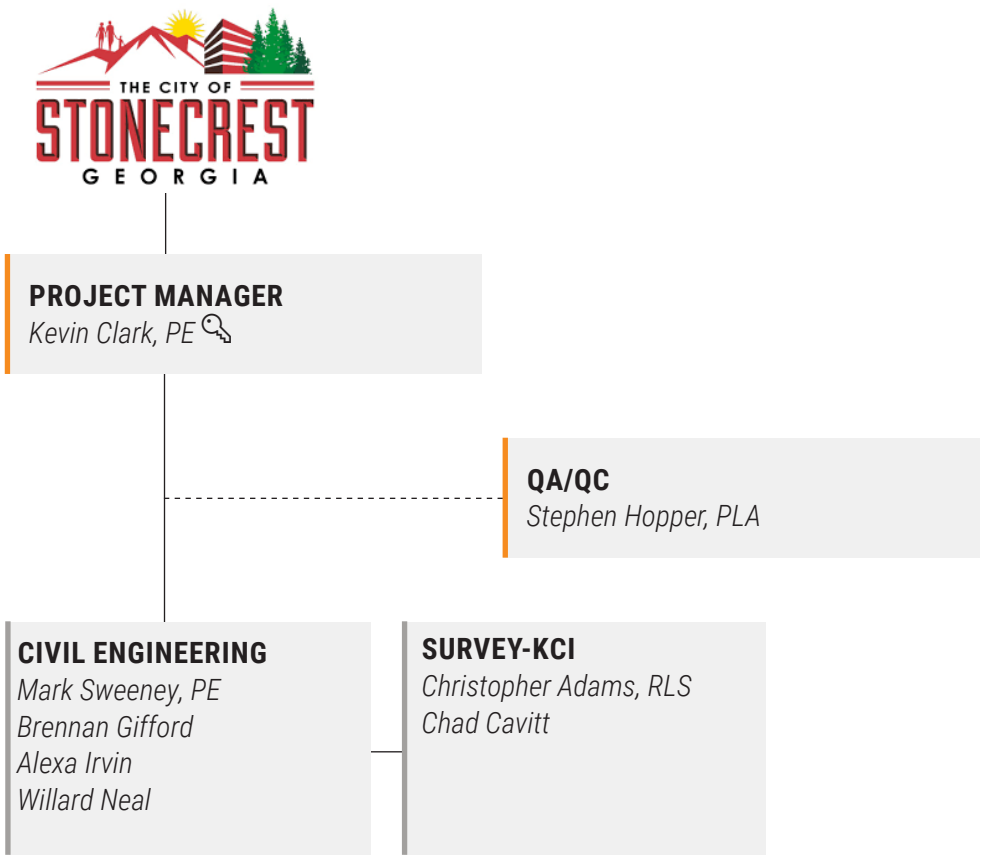 THE CITY OF
STONECREST
GEORGIA
PROJECT MANAGER
Kevin Clark, PE
QA/QC
Stephen Hopper, PLA
CIVIL ENGINEERING
Mark Sweeney, PE
Brennan Gifford
Alexa Irvin
Willard Neal
SURVEY-KCI
Christopher Adams, RLS
Chad Cavitt